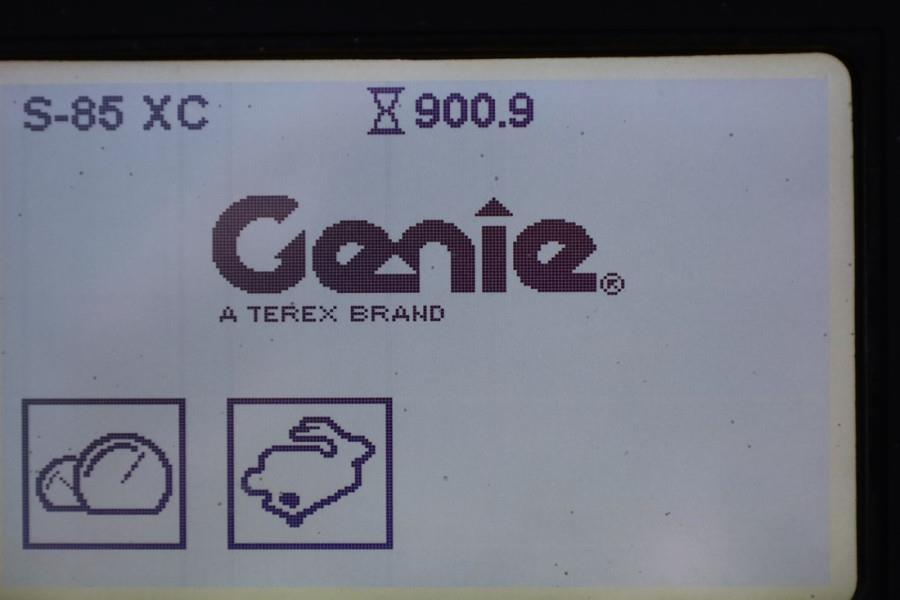 S-85 XC 900.9
Genie®
A TEREX BRAND